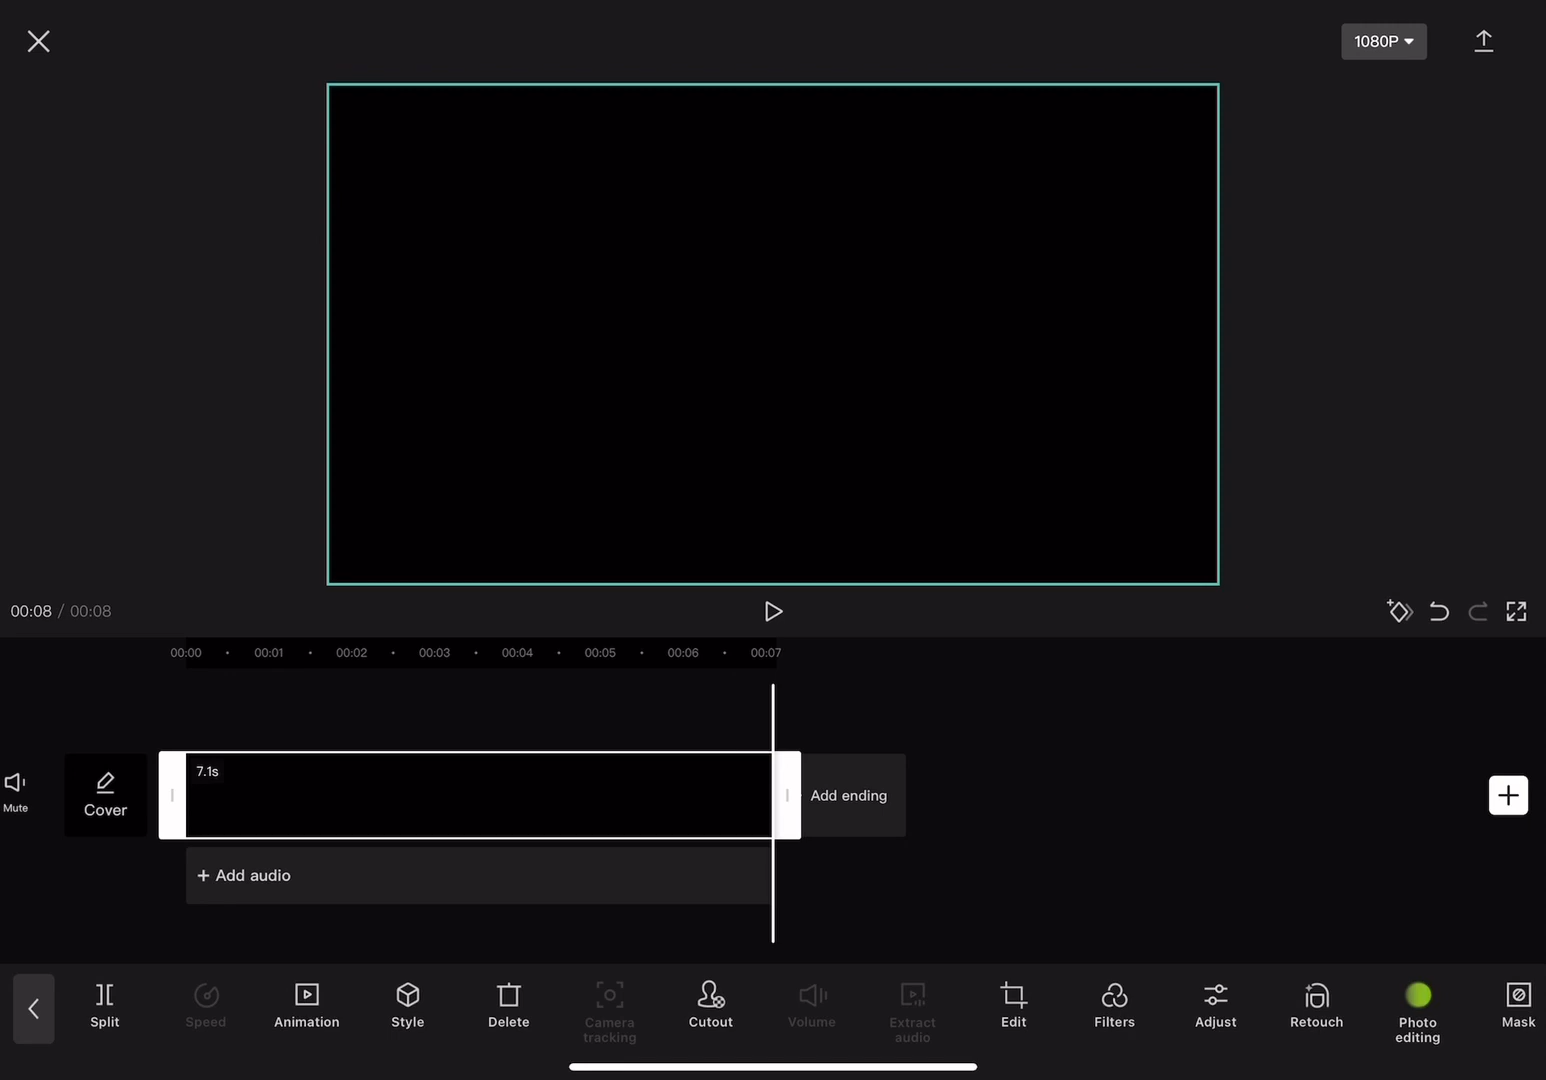 1080P
00:08 / 00:08
00:00 00:01 00:02 00:03 00:04 00:05 00:06 00:07
7.1s
Mute
Cover
Add ending
+ Add audio
Split
Speed
Animation
Style
Delete
Camera
tracking
Cutout
Volume
Extract
audio
Edit
Filters
Adjust
Retouch
Photo
editing
Mask